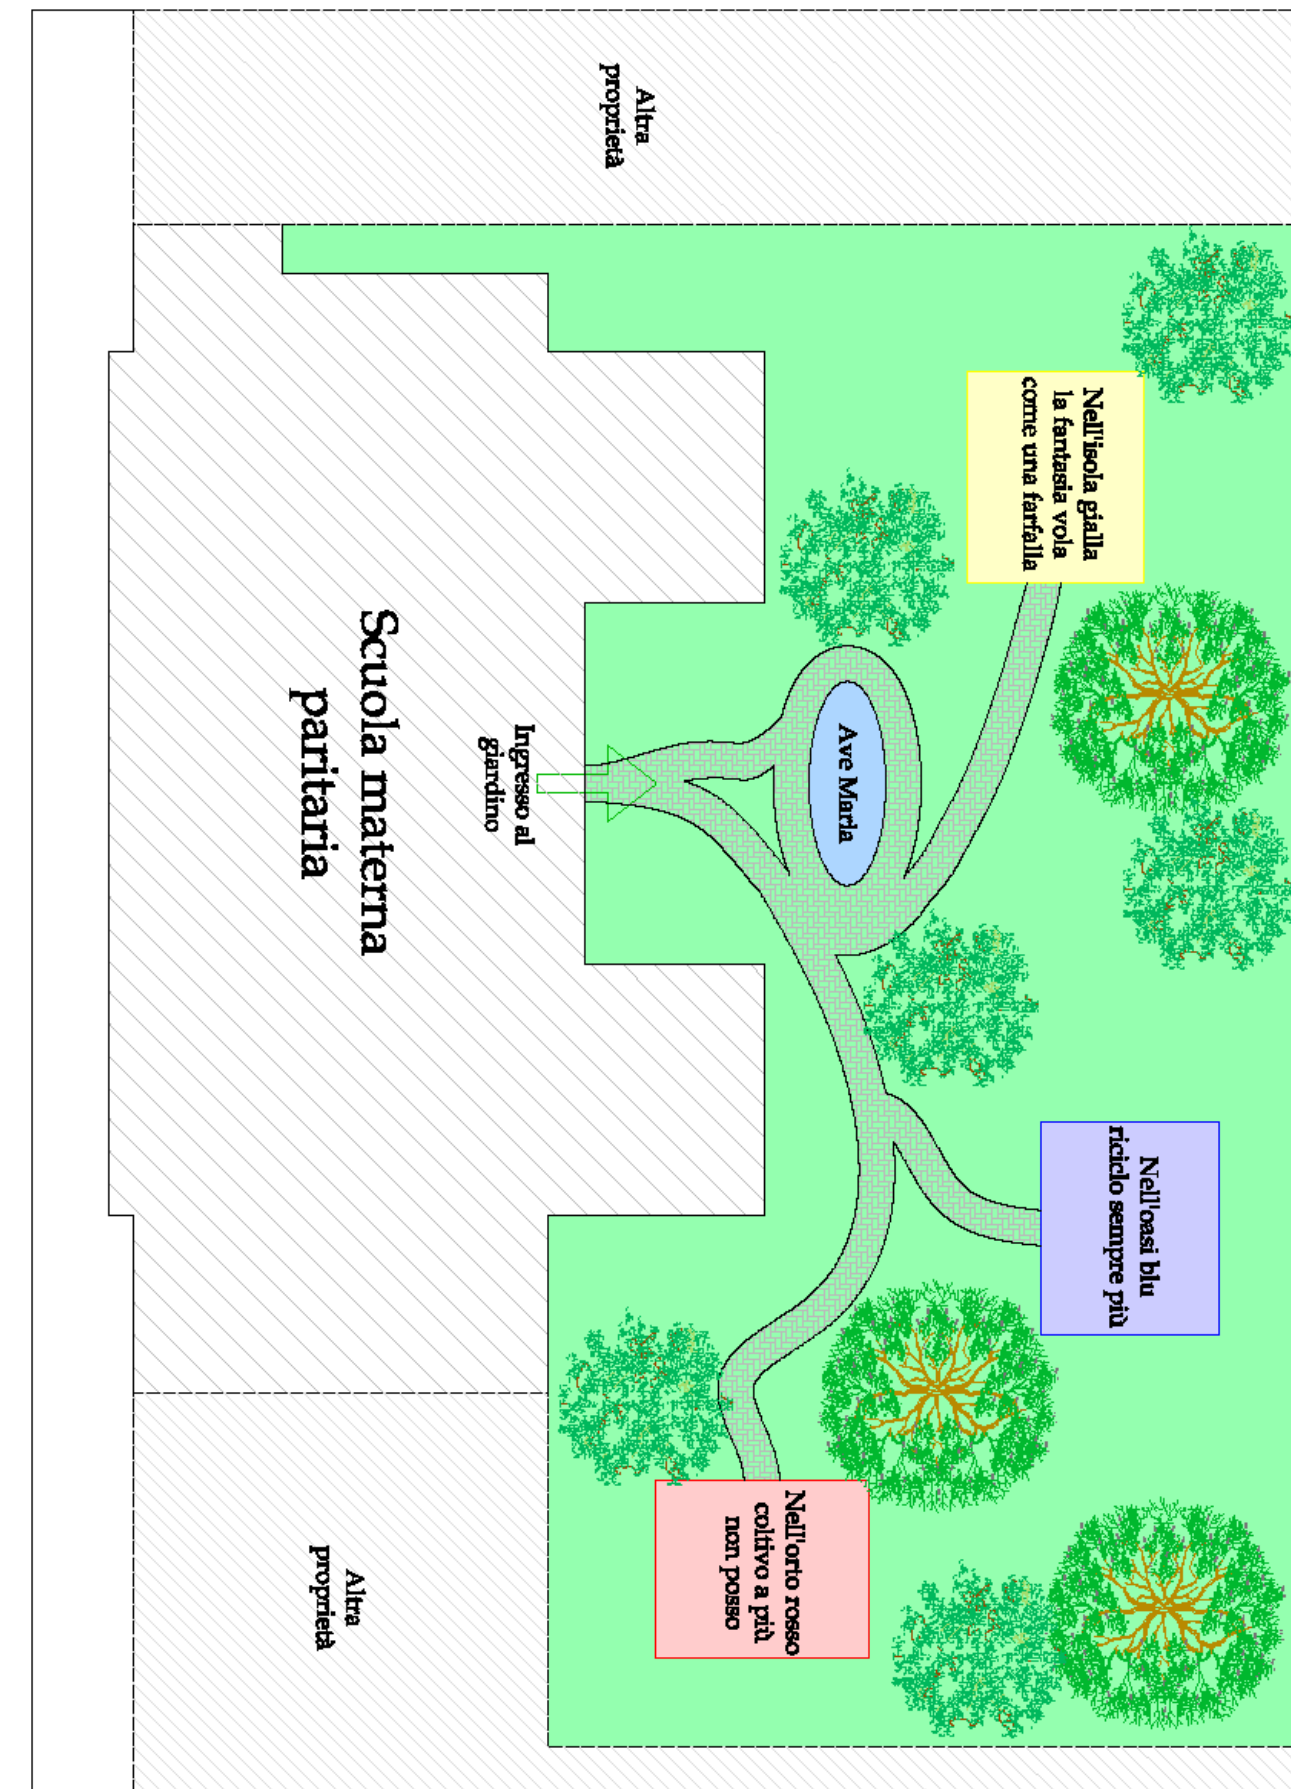 Altra
proprietà
Nell'isola gialla
la fantasia vola
come una farfalla
Ave Maria
Ingresso al
giardino
Scuola materna
paritaria
Nell'oasi blu
riciclo sempre più
Nell'orto rosso
coltivo a più
non posso
Altra
proprietà